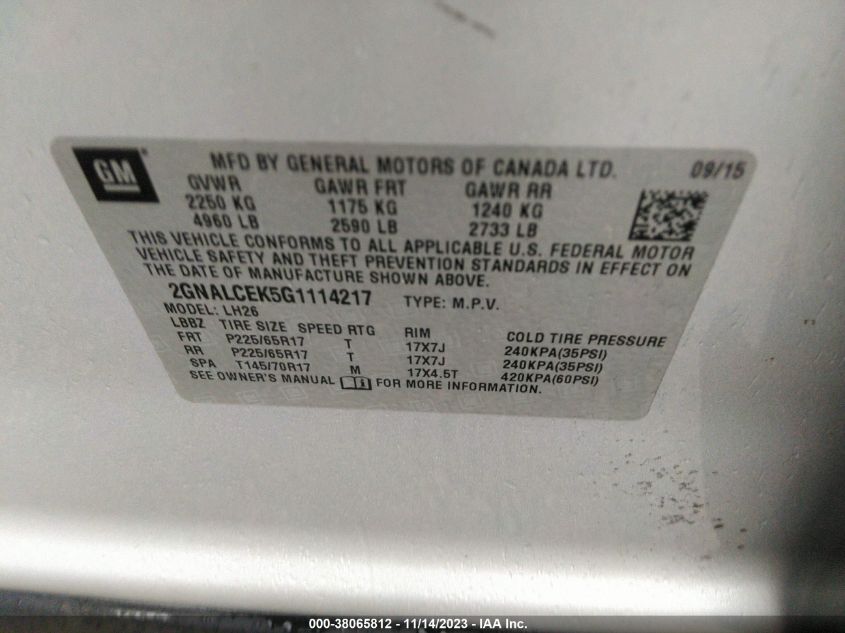 GM
MFD BY GENERAL MOTORS OF CANADA LTD. 09/15
GVWR GAWR FRT GAWR RR
2250 KG 1175 KG 1240 KG
4960 LB 2590 LB 2733 LB
THIS VEHICLE CONFORMS TO ALL APPLICABLE U.S. FEDERAL MOTOR
VEHICLE SAFETY AND THEFT PREVENTION STANDARDS IN EFFECT ON
THE DATE OF MANUFACTURE SHOWN ABOVE.
2GNALCEK5G1114217 TYPE: M.P.V.
MODEL: LH26
LBBZ TIRE SIZE SPEED RTG RIM COLD TIRE PRESSURE
FRT P225/65R17 T 17X7J 240KPA(35PSI)
RR P225/65R17 T 17X7J 240KPA(35PSI)
SPA T145/70R17 M 17X4.5T 420KPA(60PSI)
SEE OWNER'S MANUAL FOR MORE INFORMATION.
000-38065812 - 11/14/2023 - IAA Inc.